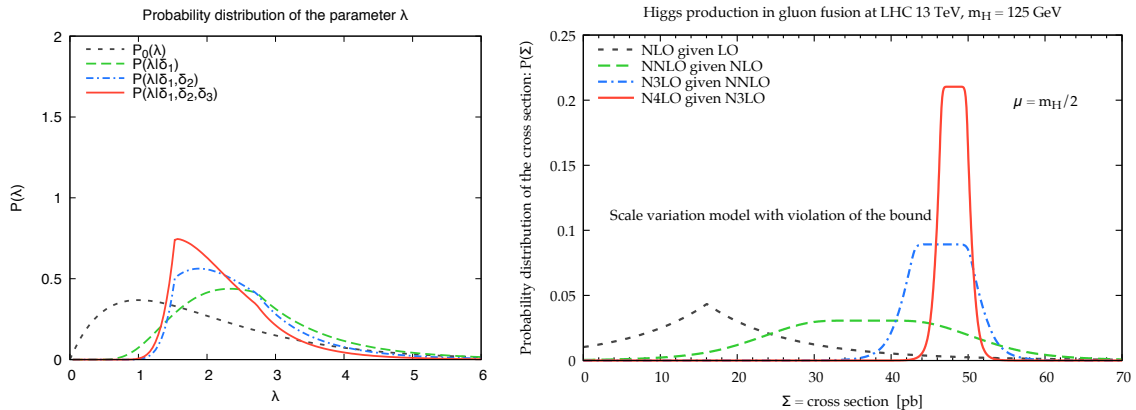 Probability distribution of the parameter λ
P(λ)
2
1.5
1
0.5
0
P₀(λ)
P(λ|δ₁)
P(λ|δ₁,δ₂)
P(λ|δ₁,δ₂,δ₃)
0 1 2 3 4 5 6
λ
Higgs production in gluon fusion at LHC 13 TeV, m_H = 125 GeV
Probability distribution of the cross section: P(Σ)
0.25
0.2
0.15
0.1
0.05
0
NLO given LO
NNLO given NLO
N3LO given NNLO
N4LO given N3LO
μ = m_H/2
Scale variation model with violation of the bound
0 10 20 30 40 50 60 70
Σ = cross section [pb]